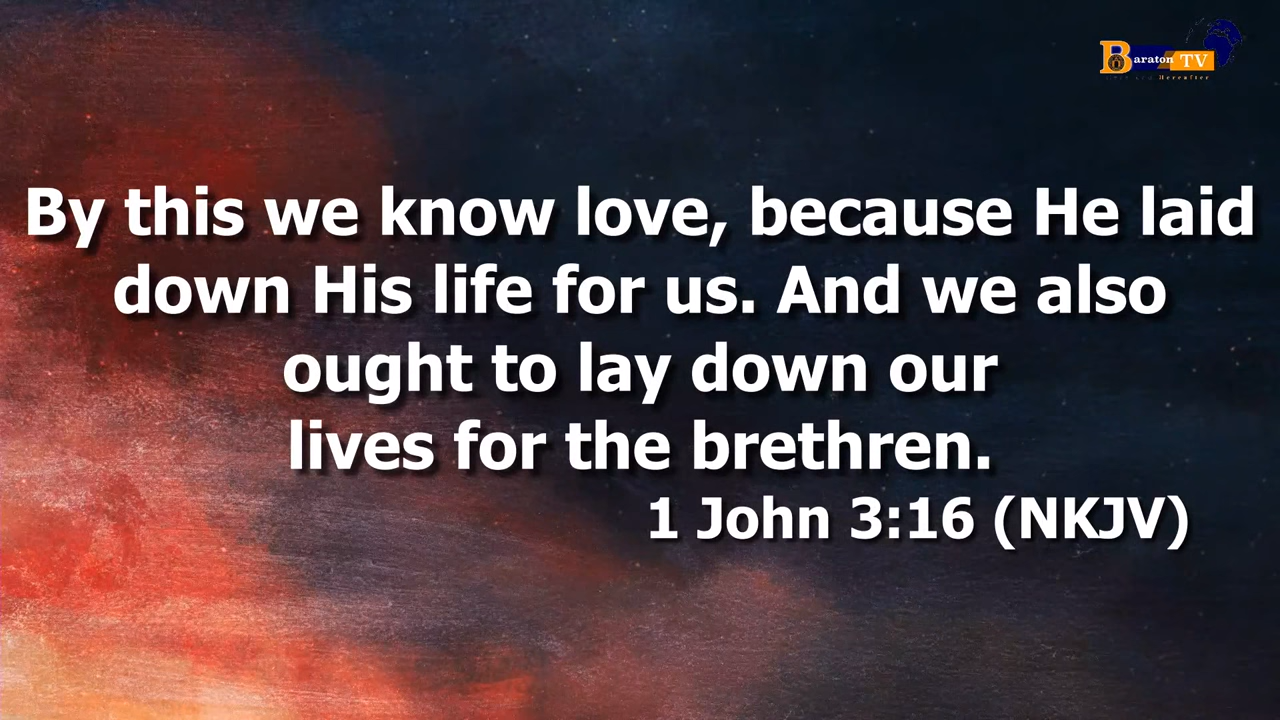 Baraton TV
Hereafter
By this we know love, because He laid
down His life for us. And we also
ought to lay down our
lives for the brethren.
1 John 3:16 (NKJV)